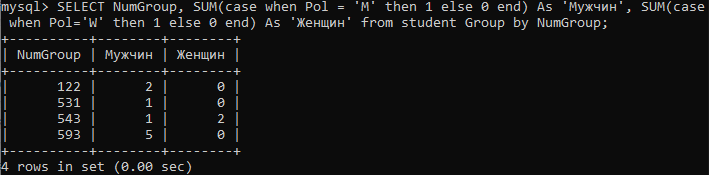 mysql> SELECT NumGroup, SUM(case when Pol = 'M' then 1 else 0 end) As 'Мужчин', SUM(case
 when Pol='W' then 1 else 0 end) As 'Женщин' from student Group by NumGroup;
+----------+--------+--------+
| NumGroup | Мужчин | Женщин |
+----------+--------+--------+
|      122 |      2 |      0 |
|      531 |      1 |      0 |
|      543 |      1 |      2 |
|      593 |      5 |      0 |
+----------+--------+--------+
4 rows in set (0.00 sec)